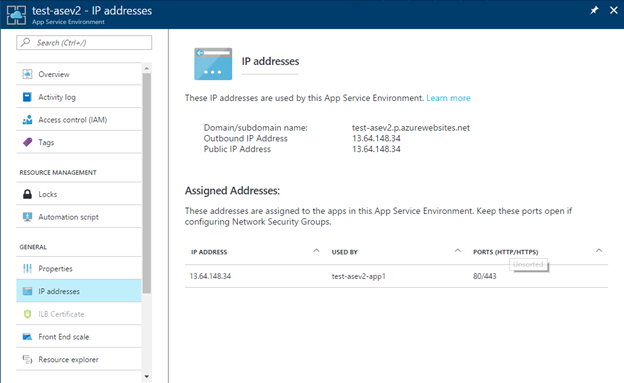 test-asev2 - IP addresses
App Service Environment
Search (Ctrl+/)
Overview
Activity log
Access control (IAM)
Tags
RESOURCE MANAGEMENT
Locks
Automation script
GENERAL
Properties
IP addresses
ILB Certificate
Front End scale
Resource explorer
IP addresses
These IP addresses are used by this App Service Environment. Learn more
Domain/subdomain name: test-asev2.p.azurewebsites.net
Outbound IP Address 13.64.148.34
Public IP Address 13.64.148.34
Assigned Addresses:
These addresses are assigned to the apps in this App Service Environment. Keep these ports open if
configuring Network Security Groups.
IP ADDRESS USED BY PORTS (HTTP/HTTPS)
Unsorted
13.64.148.34 test-asev2-app1 80/443